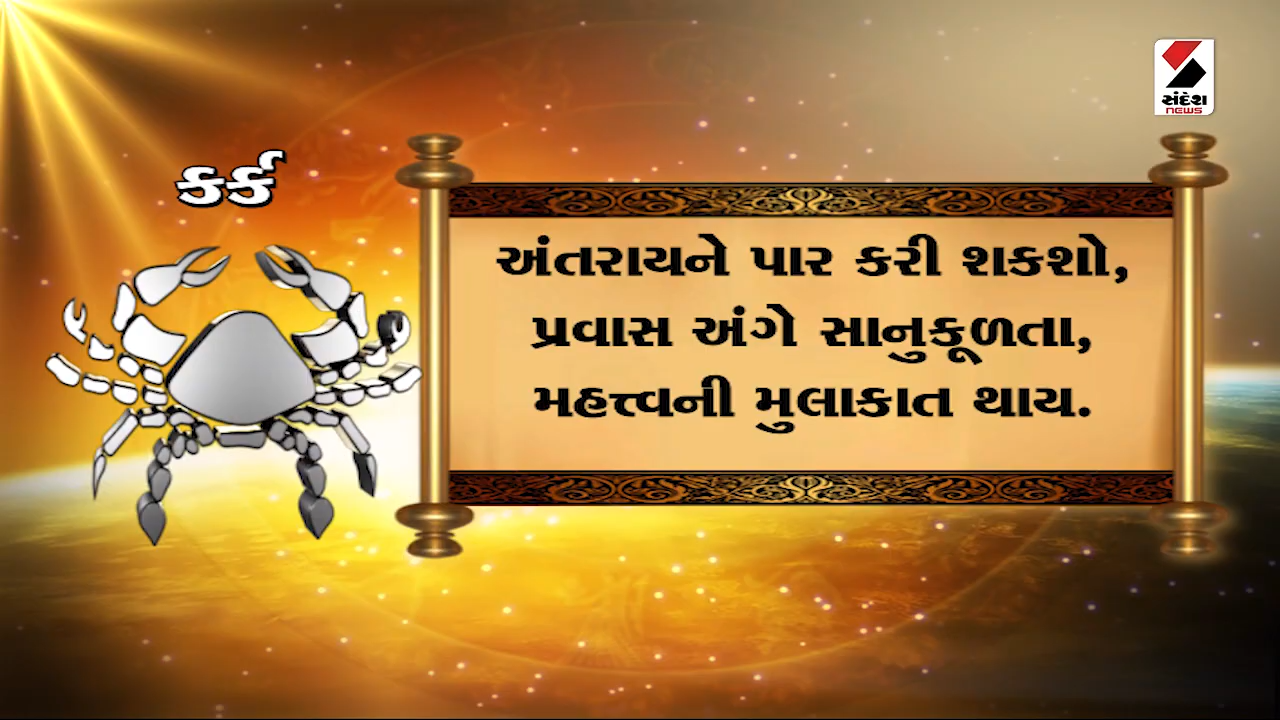 સંદેશ
NEWS
કર્ક
અંતરાયને પાર કરી શકશો,
પ્રવાસ અંગે સાનુકૂળતા,
મહત્ત્વની મુલાકાત થાય.